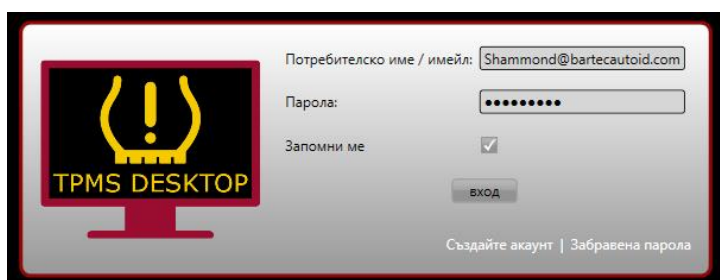 Потребителско име / имейл: Shammond@bartecautoid.com
Парола: •••••••••
Запомни ме
TPMS DESKTOP
вход
Създайте акаунт | Забравена парола